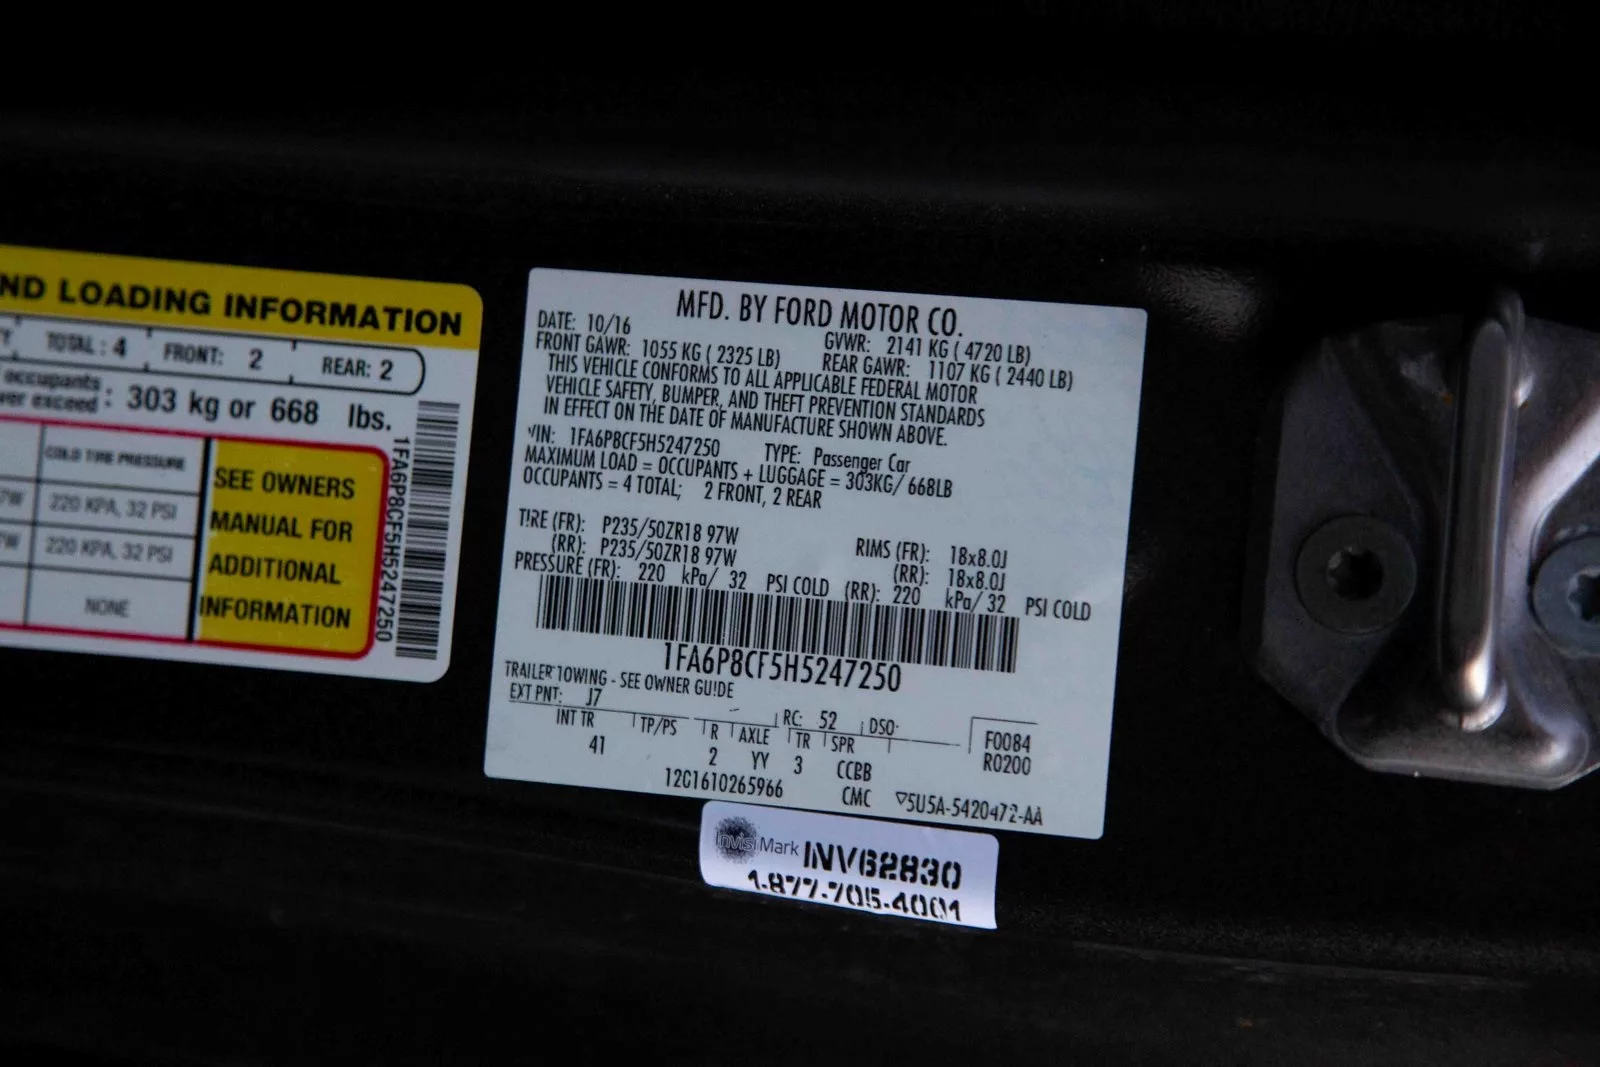 ND LOADING INFORMATION
TOTAL: 4 FRONT: 2 REAR: 2
occupants
ver exceed : 303 kg or 668 lbs.
COLD TIRE PRESSURE
7W 220 KPA, 32 PSI
7W 220 KPA, 32 PSI
NONE
SEE OWNERS
MANUAL FOR
ADDITIONAL
INFORMATION
1FA6P8CF5H5247250
MFD. BY FORD MOTOR CO.
DATE: 10/16 GVWR: 2141 KG ( 4720 LB)
FRONT GAWR: 1055 KG ( 2325 LB) REAR GAWR: 1107 KG ( 2440 LB)
THIS VEHICLE CONFORMS TO ALL APPLICABLE FEDERAL MOTOR
VEHICLE SAFETY, BUMPER, AND THEFT PREVENTION STANDARDS
IN EFFECT ON THE DATE OF MANUFACTURE SHOWN ABOVE.
VIN: 1FA6P8CF5H5247250 TYPE: Passenger Car
MAXIMUM LOAD = OCCUPANTS + LUGGAGE = 303KG/ 668LB
OCCUPANTS = 4 TOTAL; 2 FRONT, 2 REAR
TIRE (FR): P235/50ZR18 97W RIMS (FR): 18x8.0J
(RR): P235/50ZR18 97W (RR): 18x8.0J
PRESSURE (FR): 220 kPa/ 32 PSI COLD (RR): 220 kPa/ 32 PSI COLD
1FA6P8CF5H5247250
TRAILER TOWING - SEE OWNER GUIDE
EXT PNT: J7 RC: 52 DSO:
INT TR TP/PS R AXLE TR SPR F0084
41 2 YY 3 CCBB R0200
12G1610265966 CMC ▽5U5A-5420472-AA
InvisiMark INV62830
1-877-705-4001